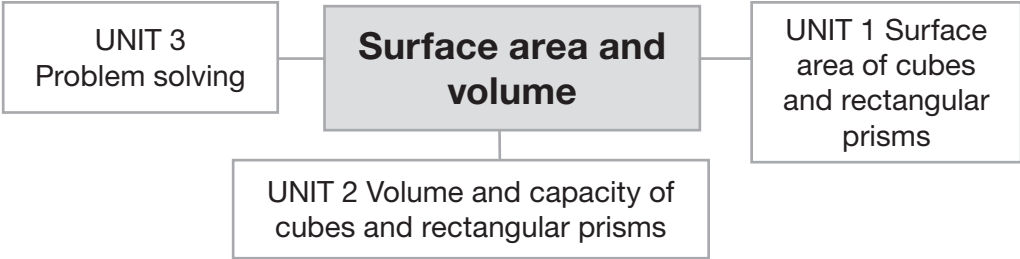 UNIT 3
Problem solving
Surface area and
volume
UNIT 1 Surface
area of cubes
and rectangular
prisms
UNIT 2 Volume and capacity of
cubes and rectangular prisms